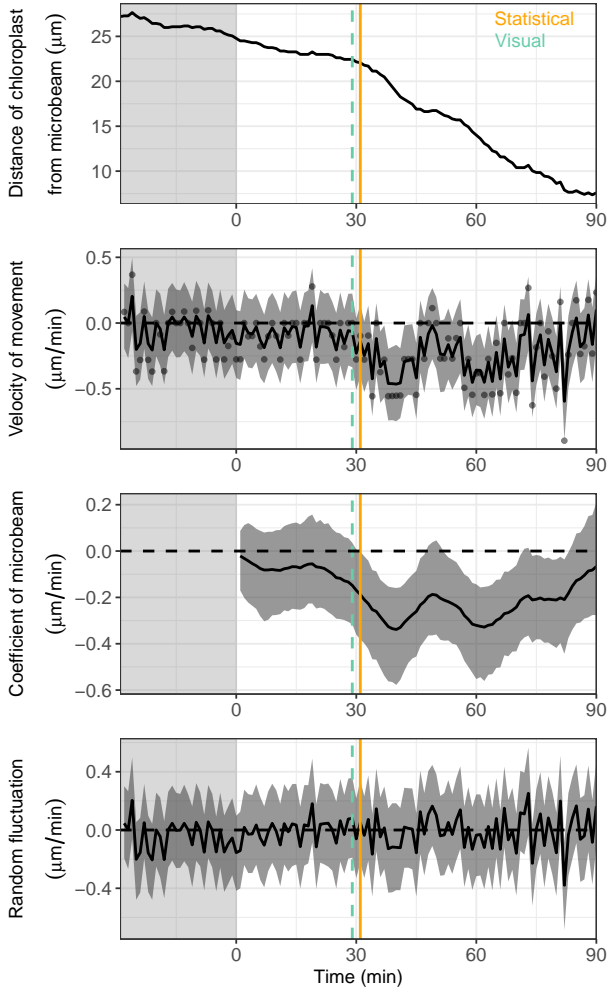 Statistical
Visual
Distance of chloroplast
from microbeam (μm)
25
20
15
10
0
30
60
90
Velocity of movement
(μm/min)
0.5
0.0
−0.5
0
30
60
90
Coefficient of microbeam
(μm/min)
0.2
0.0
−0.2
−0.4
−0.6
0
30
60
90
Random fluctuation
(μm/min)
0.4
0.0
−0.4
0
30
60
90
Time (min)